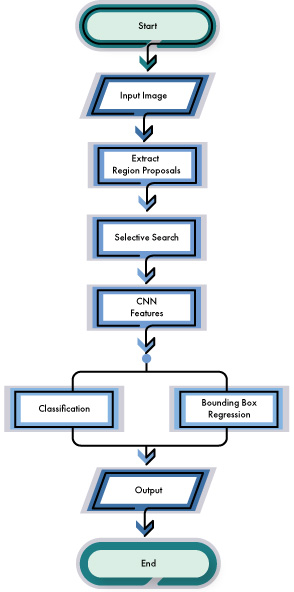 Start
Input Image
Extract
Region Proposals
Selective Search
CNN
Features
Classification
Bounding Box
Regression
Output
End